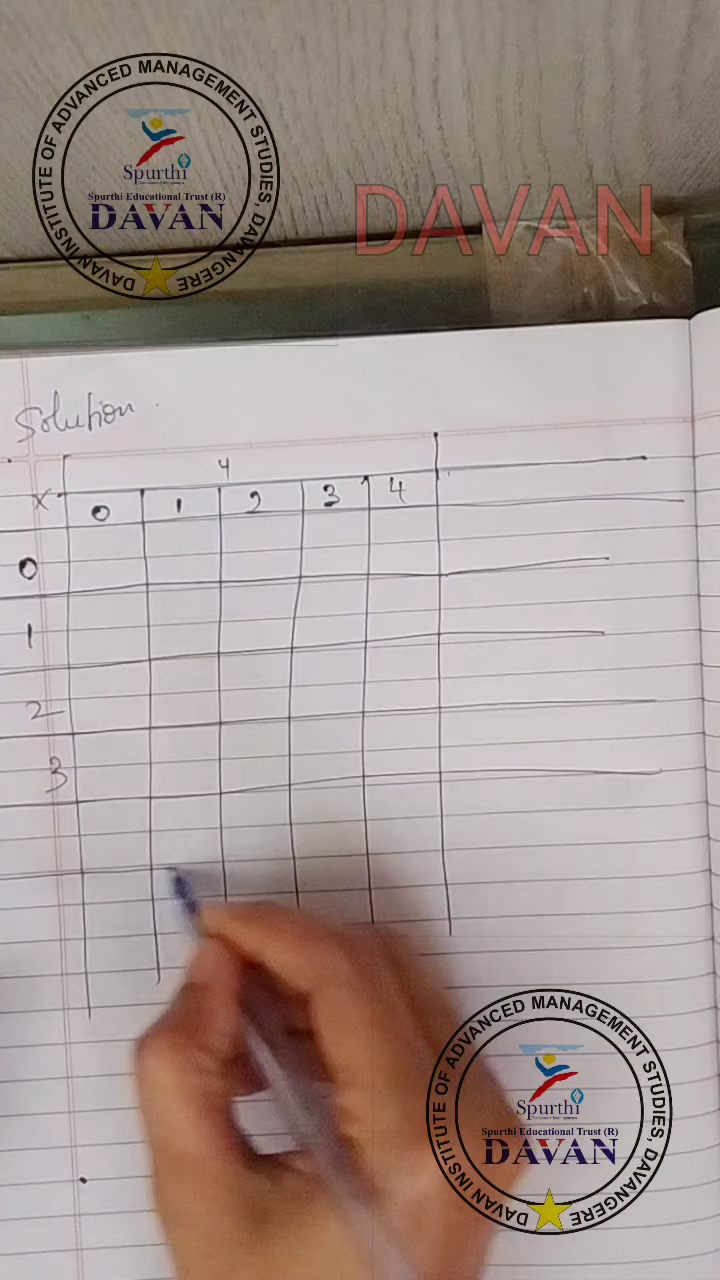 DAVAN INSTITUTE OF ADVANCED MANAGEMENT STUDIES, DAVANGERE
Spurthi
Spurthi Educational Trust (R)
DAVAN
DAVAN
Solution
y
x 0 1 2 3 4
0
1
2
3
DAVAN INSTITUTE OF ADVANCED MANAGEMENT STUDIES, DAVANGERE
Spurthi
Spurthi Educational Trust (R)
DAVAN